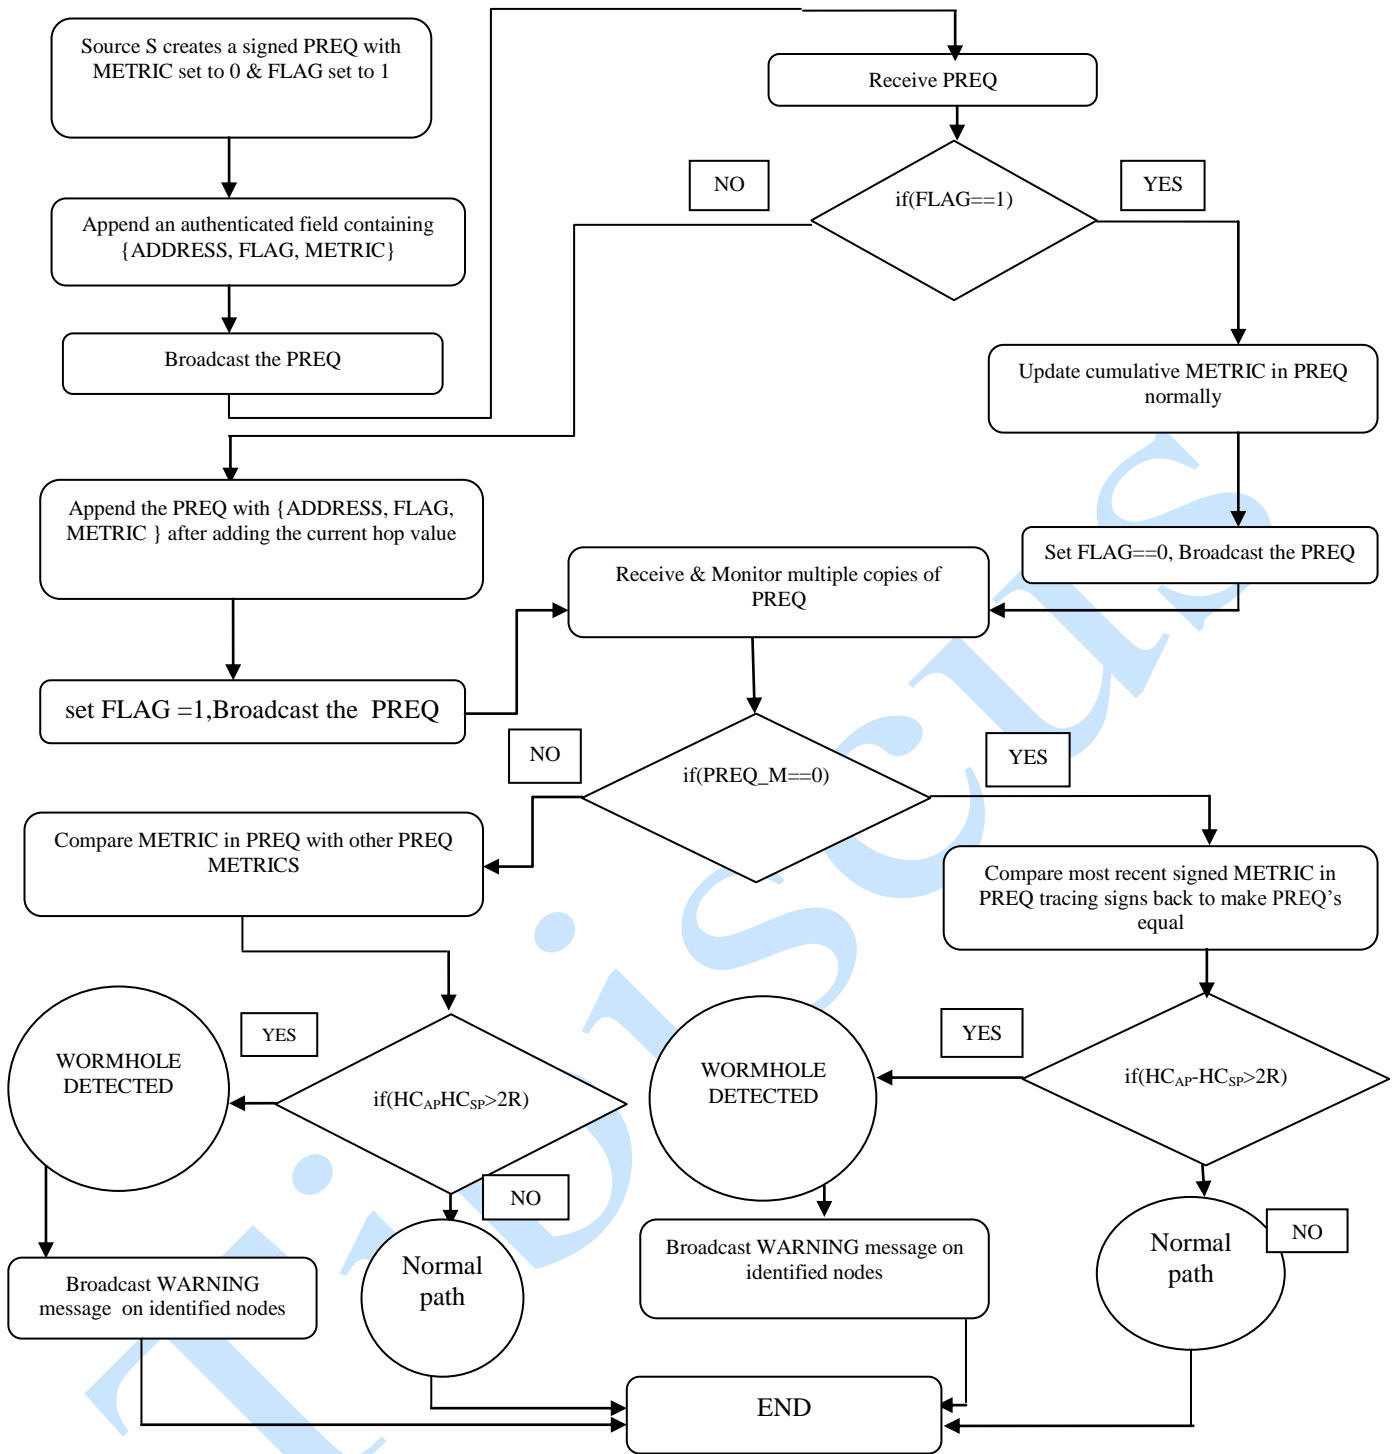 Source S creates a signed PREQ with
METRIC set to 0 & FLAG set to 1
Receive PREQ
NO
YES
if(FLAG==1)
Append an authenticated field containing
{ADDRESS, FLAG, METRIC}
Broadcast the PREQ
Update cumulative METRIC in PREQ
normally
Append the PREQ with {ADDRESS, FLAG,
METRIC } after adding the current hop value
Set FLAG==0, Broadcast the PREQ
Receive & Monitor multiple copies of
PREQ
set FLAG =1,Broadcast the PREQ
NO
YES
if(PREQ_M==0)
Compare METRIC in PREQ with other PREQ
METRICS
Compare most recent signed METRIC in
PREQ tracing signs back to make PREQ's
equal
YES
YES
WORMHOLE
DETECTED
if(HCAPHCSP>2R)
WORMHOLE
DETECTED
if(HCAP-HCSP>2R)
NO
NO
Broadcast WARNING
message on identified nodes
Normal
path
Broadcast WARNING message on
identified nodes
Normal
path
END
Tibiscus